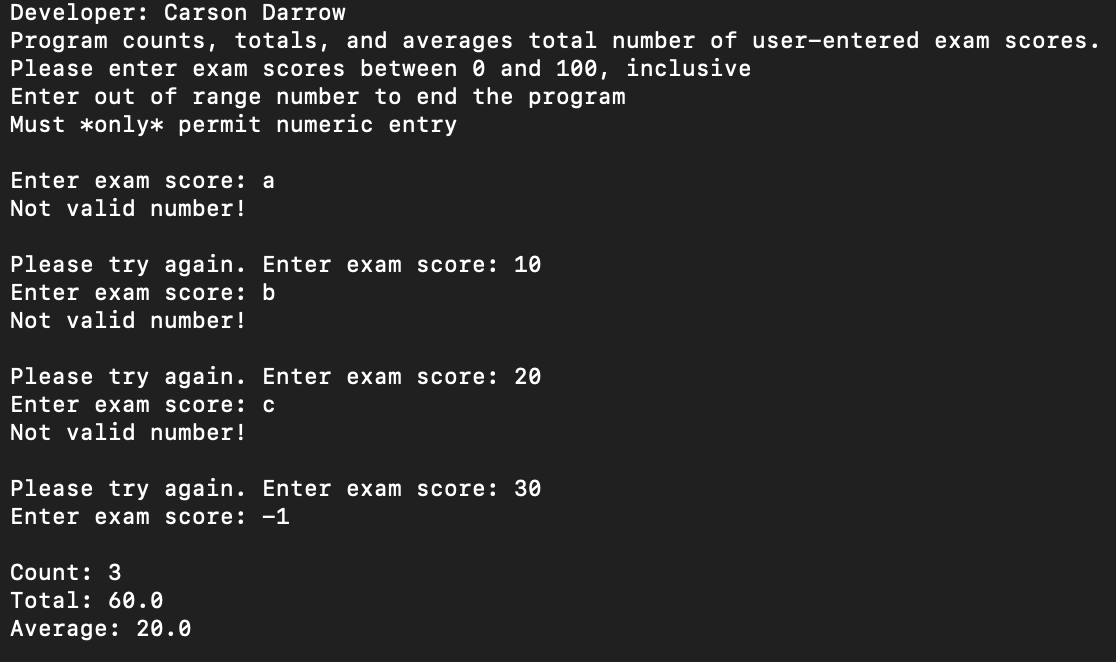 Developer: Carson Darrow
Program counts, totals, and averages total number of user-entered exam scores.
Please enter exam scores between 0 and 100, inclusive
Enter out of range number to end the program
Must *only* permit numeric entry
Enter exam score: a
Not valid number!
Please try again. Enter exam score: 10
Enter exam score: b
Not valid number!
Please try again. Enter exam score: 20
Enter exam score: c
Not valid number!
Please try again. Enter exam score: 30
Enter exam score: -1
Count: 3
Total: 60.0
Average: 20.0